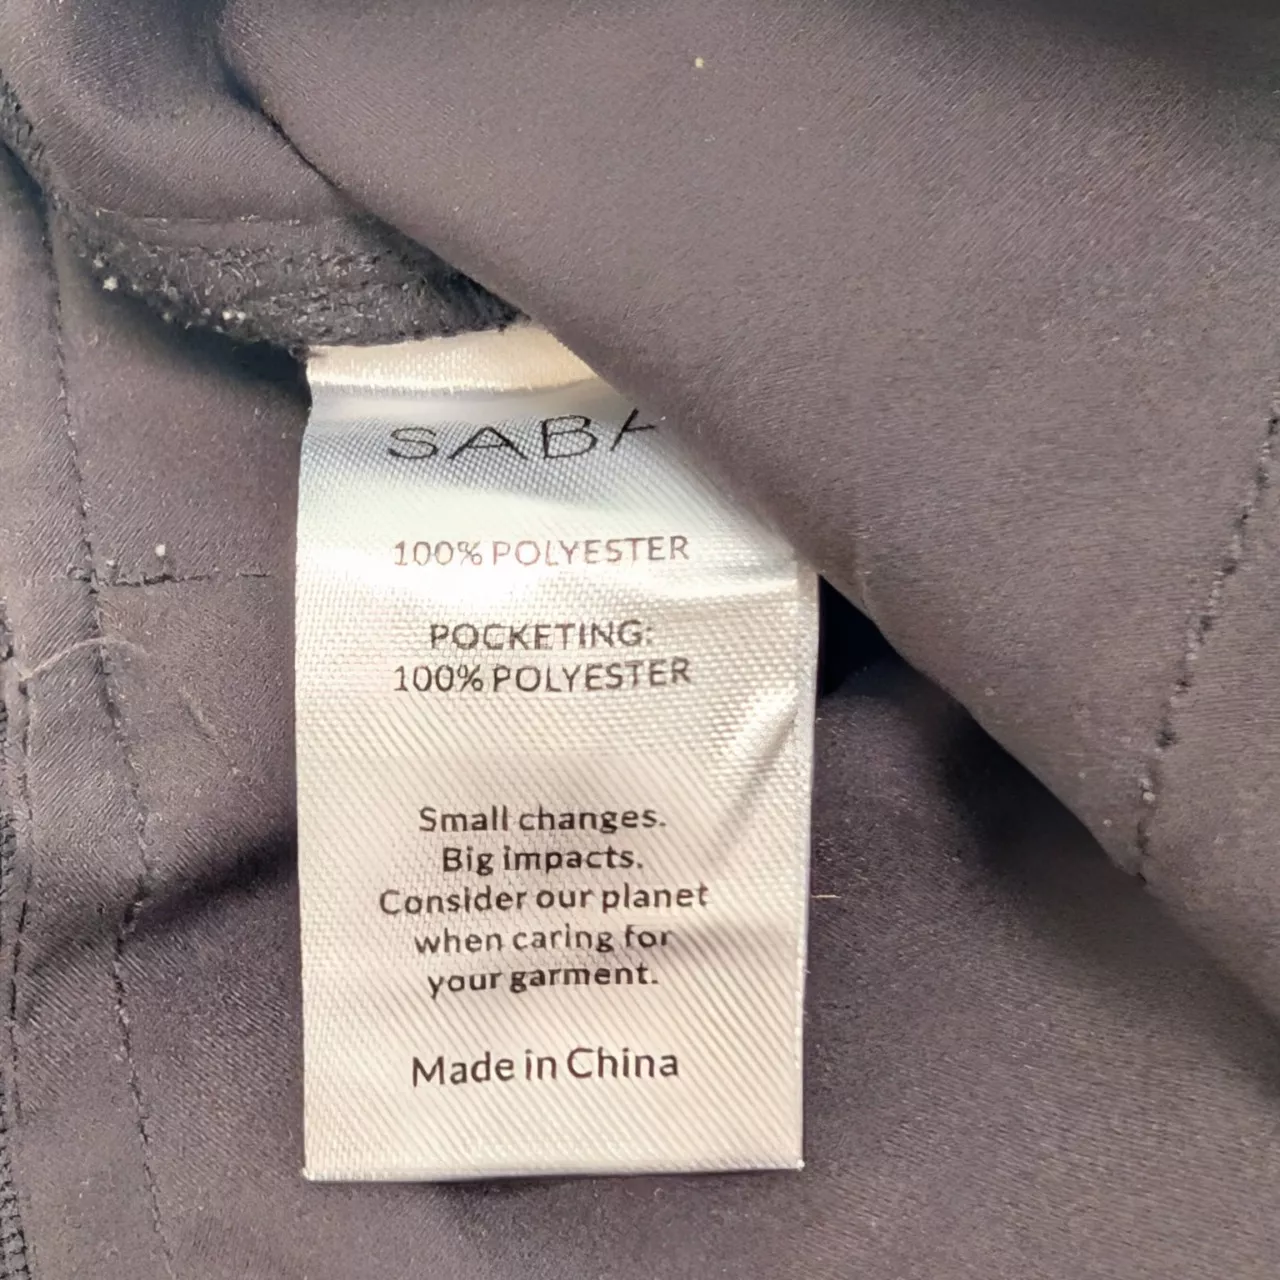 SABA
100% POLYESTER
POCKETING:
100% POLYESTER
Small changes.
Big impacts.
Consider our planet
when caring for
your garment.
Made in China